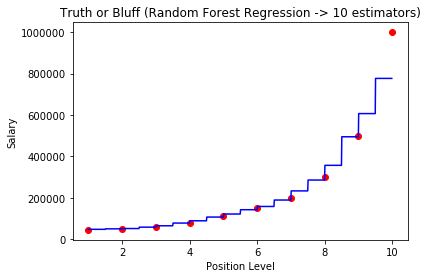 Truth or Bluff (Random Forest Regression -> 10 estimators)
1000000
800000
600000
400000
200000
0
Salary
2 4 6 8 10
Position Level